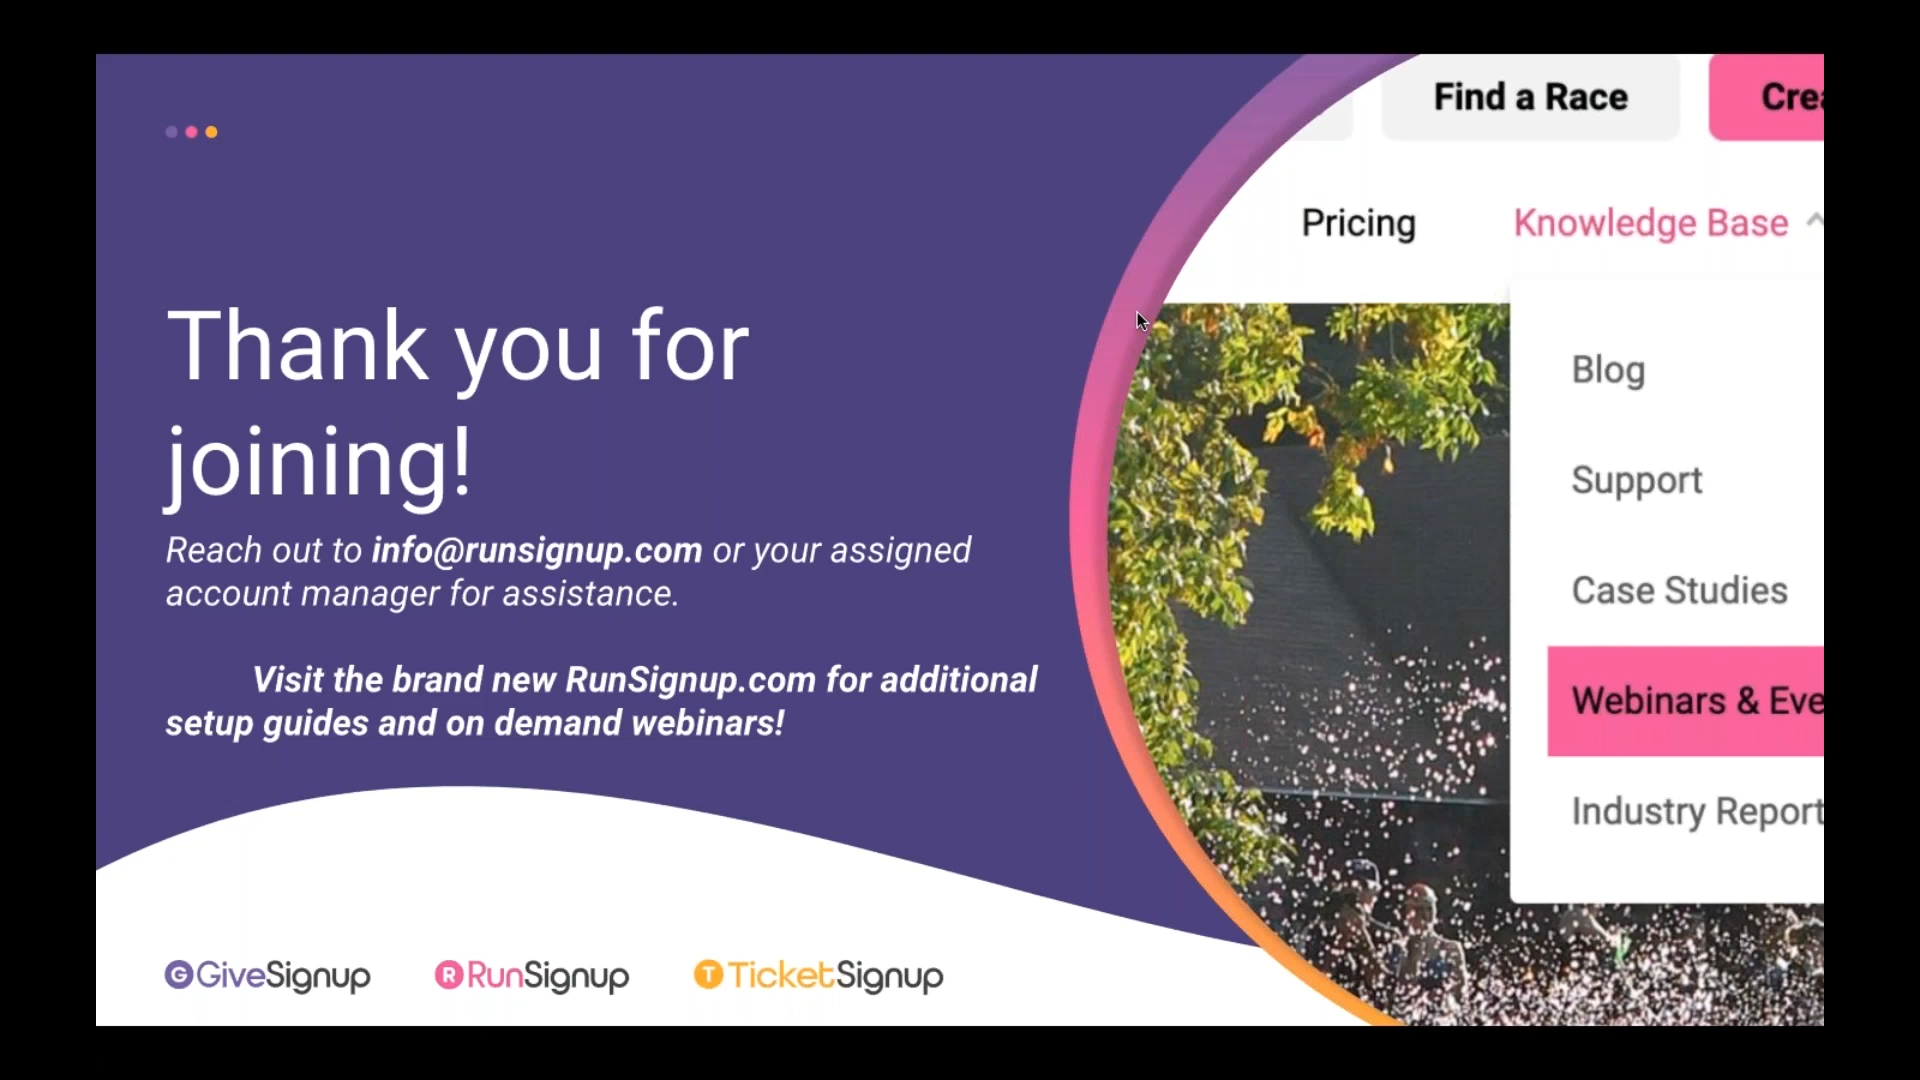 Thank you for
joining!
Reach out to info@runsignup.com or your assigned
account manager for assistance.
Visit the brand new RunSignup.com for additional
setup guides and on demand webinars!
G GiveSignup
R RunSignup
T TicketSignup
Find a Race
Crea
Pricing
Knowledge Base
Blog
Support
Case Studies
Webinars & Eve
Industry Report